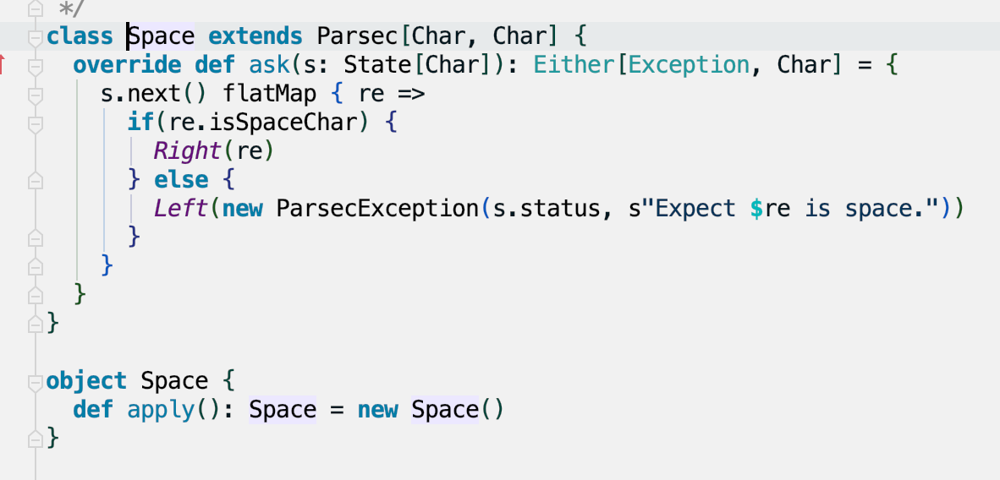 */
class Space extends Parsec[Char, Char] {
  override def ask(s: State[Char]): Either[Exception, Char] = {
    s.next() flatMap { re =>
      if(re.isSpaceChar) {
        Right(re)
      } else {
        Left(new ParsecException(s.status, s"Expect $re is space."))
      }
    }
  }
}

object Space {
  def apply(): Space = new Space()
}